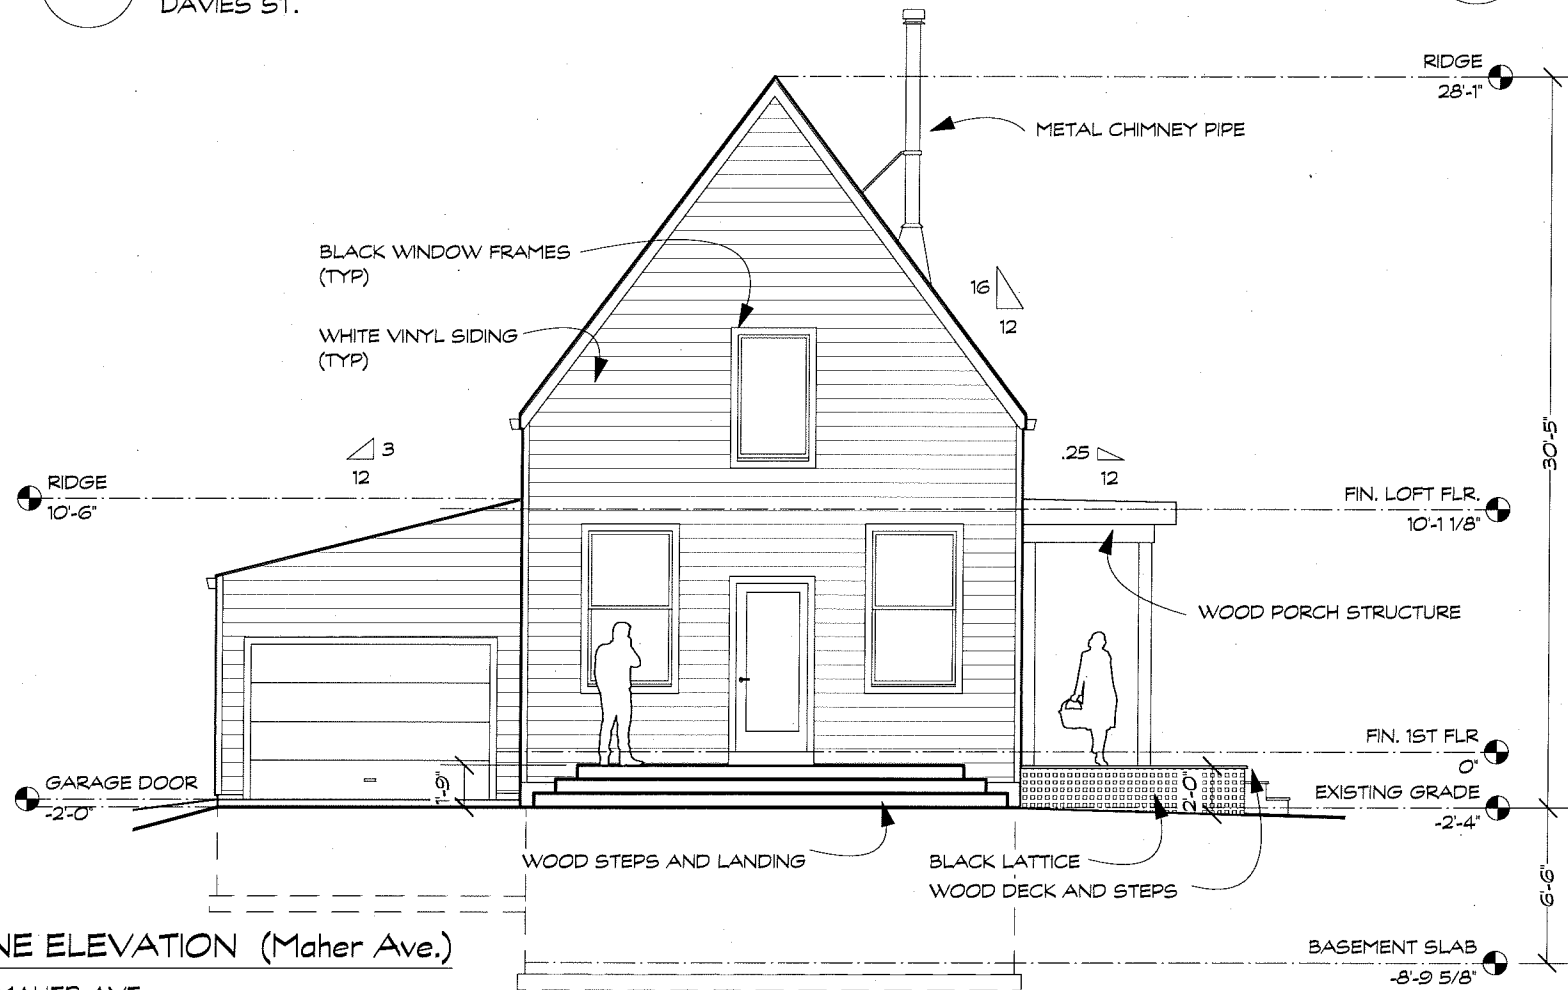 DAVIES ST.
RIDGE
28'-1"
METAL CHIMNEY PIPE
BLACK WINDOW FRAMES
(TYP)
16
12
WHITE VINYL SIDING
(TYP)
3
12
.25
12
30'-5"
RIDGE
10'-6"
FIN. LOFT FLR.
10'-1 1/8"
WOOD PORCH STRUCTURE
FIN. 1ST FLR
0"
GARAGE DOOR
-2'-0"
1'-9"
2'-0"
EXISTING GRADE
-2'-4"
WOOD STEPS AND LANDING
BLACK LATTICE
WOOD DECK AND STEPS
6'-6"
NE ELEVATION (Maher Ave.)
BASEMENT SLAB
-8'-9 5/8"
MAHER AVE.